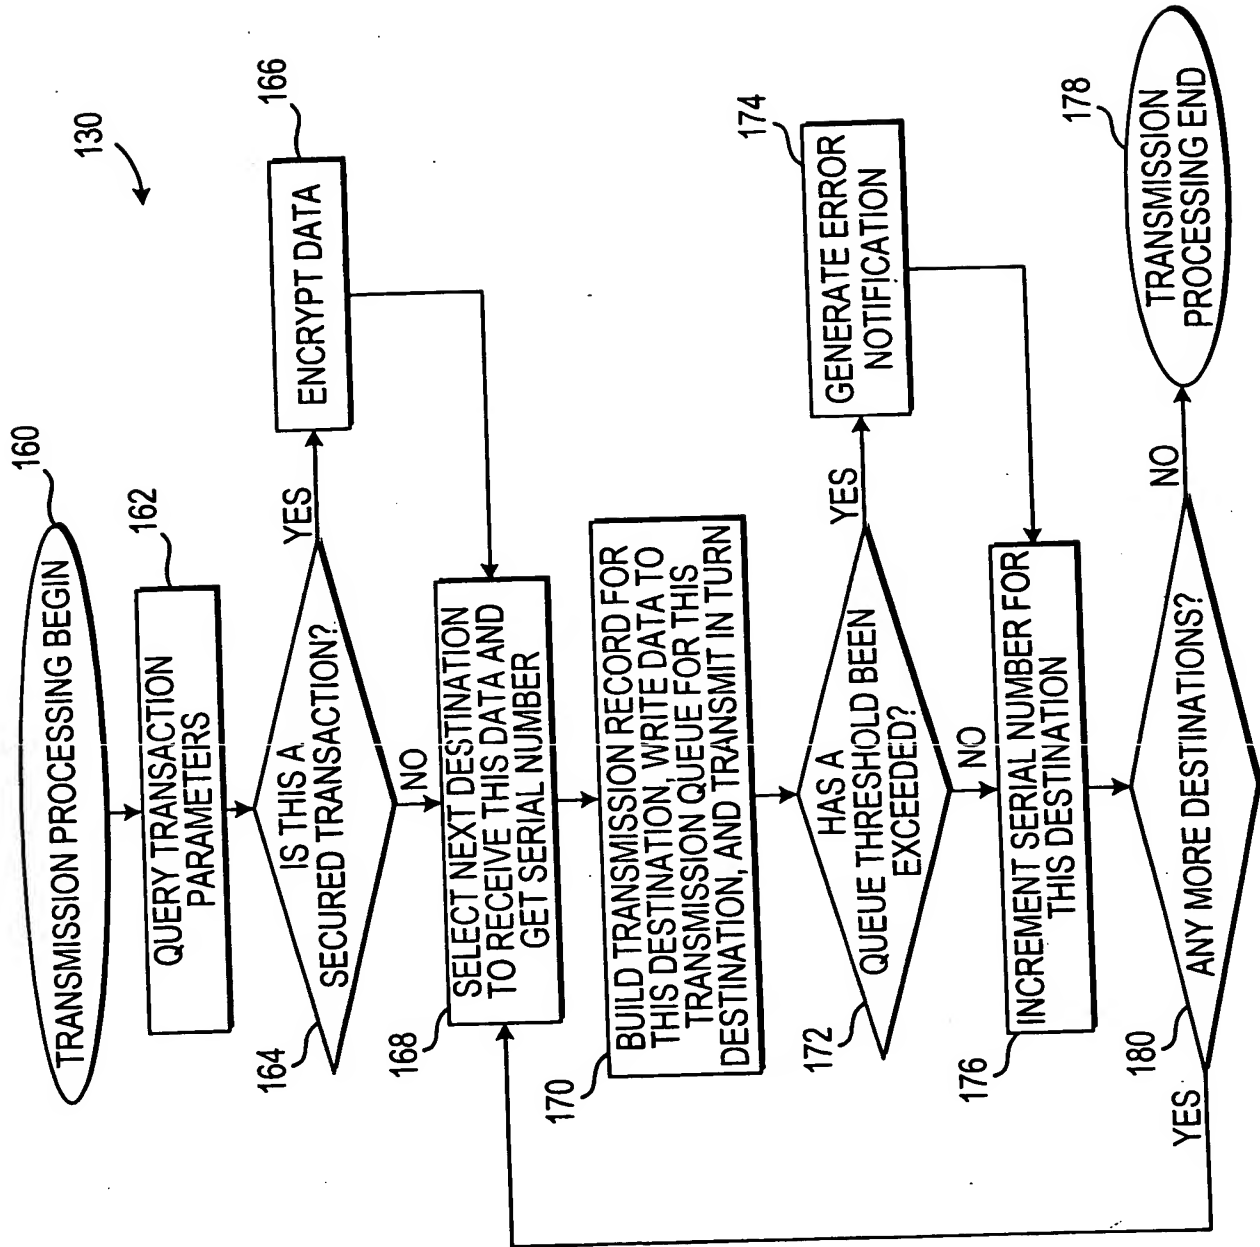 130
160
TRANSMISSION PROCESSING BEGIN
162
QUERY TRANSACTION
PARAMETERS
164
IS THIS A
SECURED TRANSACTION?
YES
NO
166
ENCRYPT DATA
168
SELECT NEXT DESTINATION
TO RECEIVE THIS DATA AND
GET SERIAL NUMBER
170
BUILD TRANSMISSION RECORD FOR
THIS DESTINATION, WRITE DATA TO
TRANSMISSION QUEUE FOR THIS
DESTINATION, AND TRANSMIT IN TURN
172
HAS A
QUEUE THRESHOLD BEEN
EXCEEDED?
YES
NO
174
GENERATE ERROR
NOTIFICATION
176
INCREMENT SERIAL NUMBER FOR
THIS DESTINATION
180
ANY MORE DESTINATIONS?
YES
NO
178
TRANSMISSION
PROCESSING END